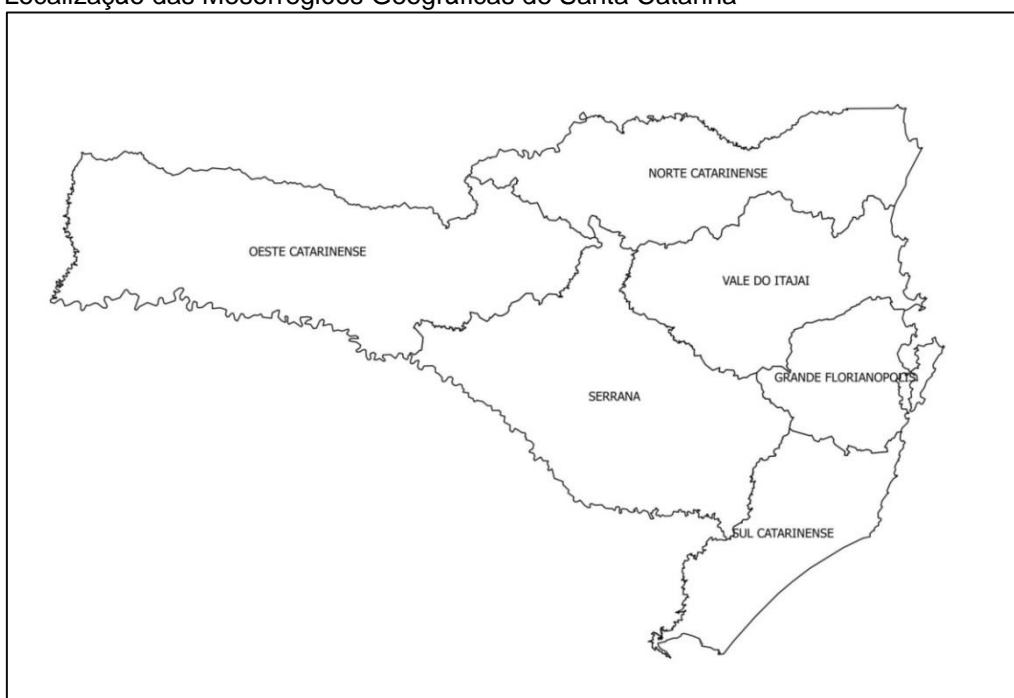 Localização das Mesorregiões Geográficas de Santa Catarina
NORTE CATARINENSE
OESTE CATARINENSE
VALE DO ITAJAI
GRANDE FLORIANOPOLIS
SERRANA
SUL CATARINENSE